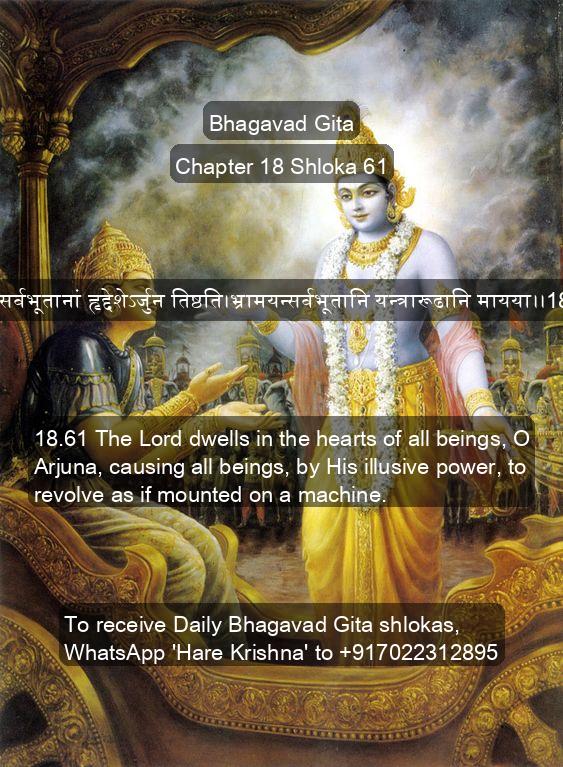 Bhagavad Gita
Chapter 18 Shloka 61
सर्वभूतानां हृद्देशेऽर्जुन तिष्ठति।भ्रामयन्सर्वभूतानि यन्त्रारूढानि मायया।।18
18.61 The Lord dwells in the hearts of all beings, O
Arjuna, causing all beings, by His illusive power, to
revolve as if mounted on a machine.
To receive Daily Bhagavad Gita shlokas,
WhatsApp 'Hare Krishna' to +917022312895